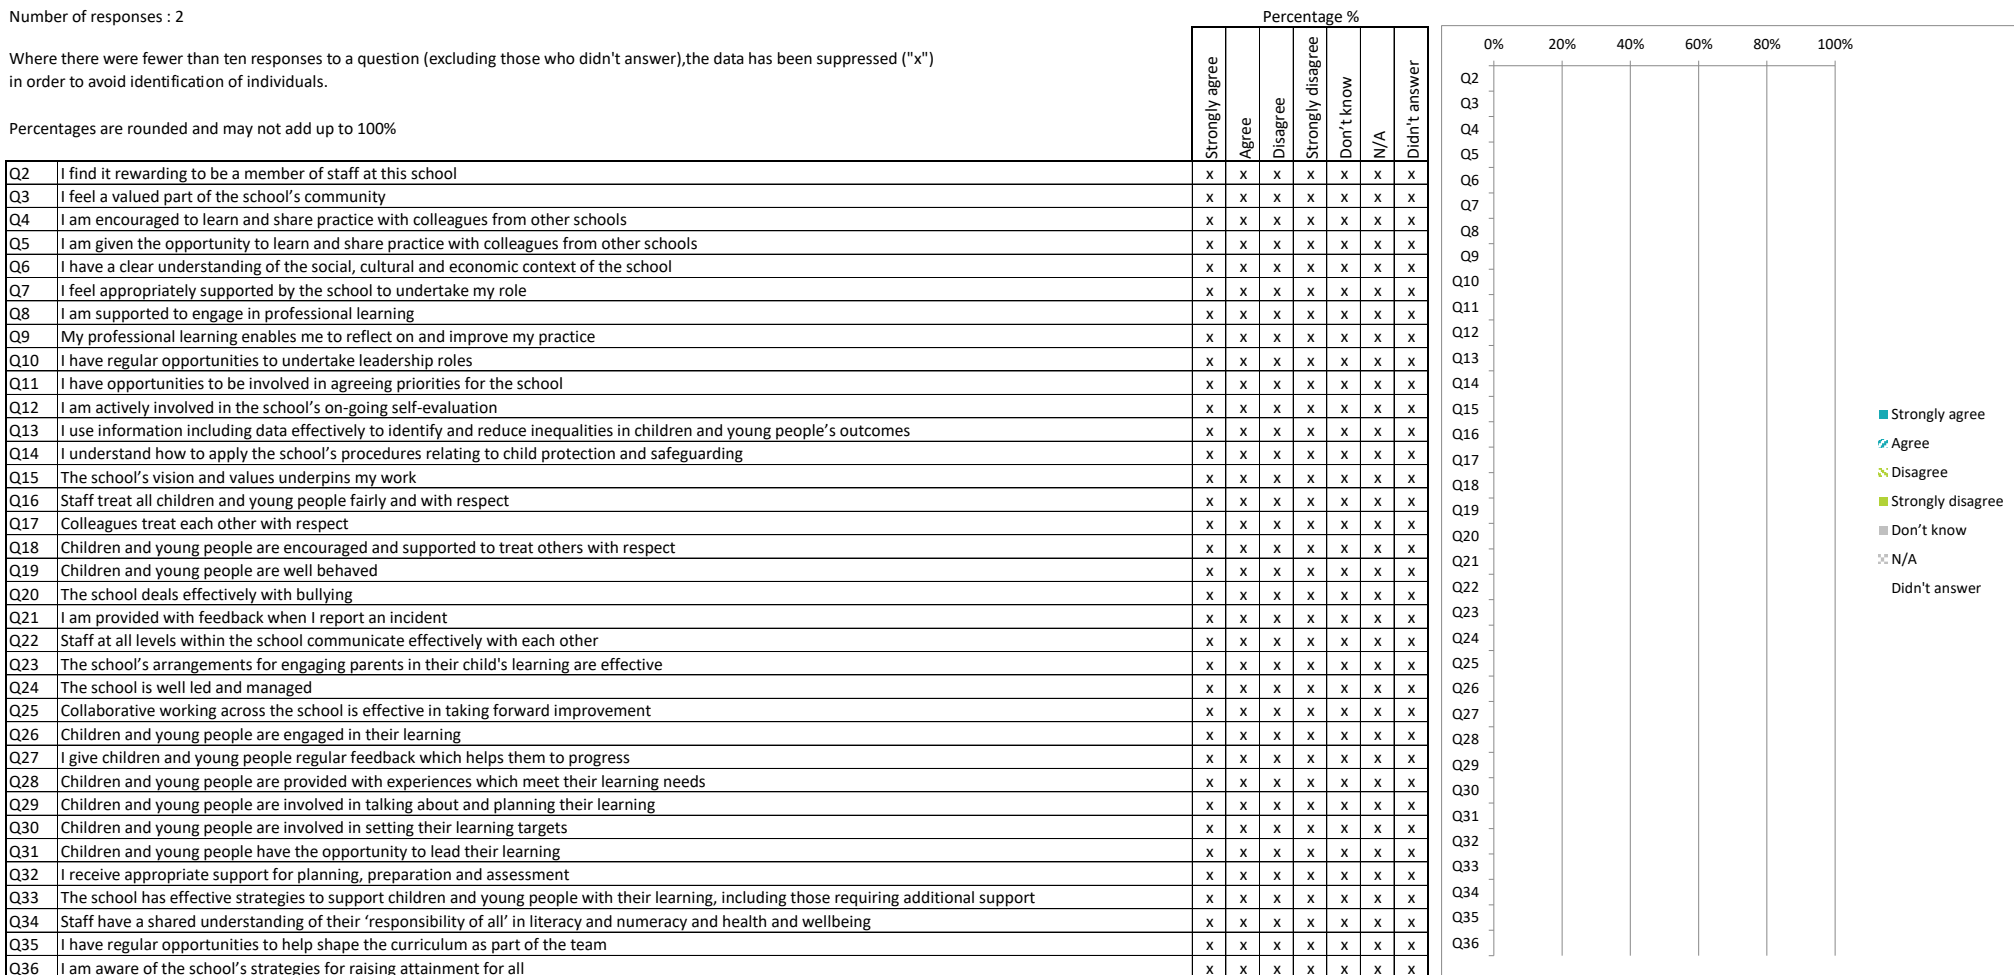 Number of responses : 2
Percentage %
Where there were fewer than ten responses to a question (excluding those who didn't answer),the data has been suppressed ("x")
in order to avoid identification of individuals.
Percentages are rounded and may not add up to 100%
Strongly agree
Agree
Disagree
Strongly disagree
Don't know
N/A
Didn't answer
Q2 I find it rewarding to be a member of staff at this school x x x x x x x
Q3 I feel a valued part of the school's community x x x x x x x
Q4 I am encouraged to learn and share practice with colleagues from other schools x x x x x x x
Q5 I am given the opportunity to learn and share practice with colleagues from other schools x x x x x x x
Q6 I have a clear understanding of the social, cultural and economic context of the school x x x x x x x
Q7 I feel appropriately supported by the school to undertake my role x x x x x x x
Q8 I am supported to engage in professional learning x x x x x x x
Q9 My professional learning enables me to reflect on and improve my practice x x x x x x x
Q10 I have regular opportunities to undertake leadership roles x x x x x x x
Q11 I have opportunities to be involved in agreeing priorities for the school x x x x x x x
Q12 I am actively involved in the school's on-going self-evaluation x x x x x x x
Q13 I use information including data effectively to identify and reduce inequalities in children and young people's outcomes x x x x x x x
Q14 I understand how to apply the school's procedures relating to child protection and safeguarding x x x x x x x
Q15 The school's vision and values underpins my work x x x x x x x
Q16 Staff treat all children and young people fairly and with respect x x x x x x x
Q17 Colleagues treat each other with respect x x x x x x x
Q18 Children and young people are encouraged and supported to treat others with respect x x x x x x x
Q19 Children and young people are well behaved x x x x x x x
Q20 The school deals effectively with bullying x x x x x x x
Q21 I am provided with feedback when I report an incident x x x x x x x
Q22 Staff at all levels within the school communicate effectively with each other x x x x x x x
Q23 The school's arrangements for engaging parents in their child's learning are effective x x x x x x x
Q24 The school is well led and managed x x x x x x x
Q25 Collaborative working across the school is effective in taking forward improvement x x x x x x x
Q26 Children and young people are engaged in their learning x x x x x x x
Q27 I give children and young people regular feedback which helps them to progress x x x x x x x
Q28 Children and young people are provided with experiences which meet their learning needs x x x x x x x
Q29 Children and young people are involved in talking about and planning their learning x x x x x x x
Q30 Children and young people are involved in setting their learning targets x x x x x x x
Q31 Children and young people have the opportunity to lead their learning x x x x x x x
Q32 I receive appropriate support for planning, preparation and assessment x x x x x x x
Q33 The school has effective strategies to support children and young people with their learning, including those requiring additional support x x x x x x x
Q34 Staff have a shared understanding of their ‘responsibility of all’ in literacy and numeracy and health and wellbeing x x x x x x x
Q35 I have regular opportunities to help shape the curriculum as part of the team x x x x x x x
Q36 I am aware of the school's strategies for raising attainment for all x x x x x x x
0% 20% 40% 60% 80% 100%
Q2
Q3
Q4
Q5
Q6
Q7
Q8
Q9
Q10
Q11
Q12
Q13
Q14
Q15
Q16
Q17
Q18
Q19
Q20
Q21
Q22
Q23
Q24
Q25
Q26
Q27
Q28
Q29
Q30
Q31
Q32
Q33
Q34
Q35
Q36
Strongly agree
Agree
Disagree
Strongly disagree
Don't know
N/A
Didn't answer